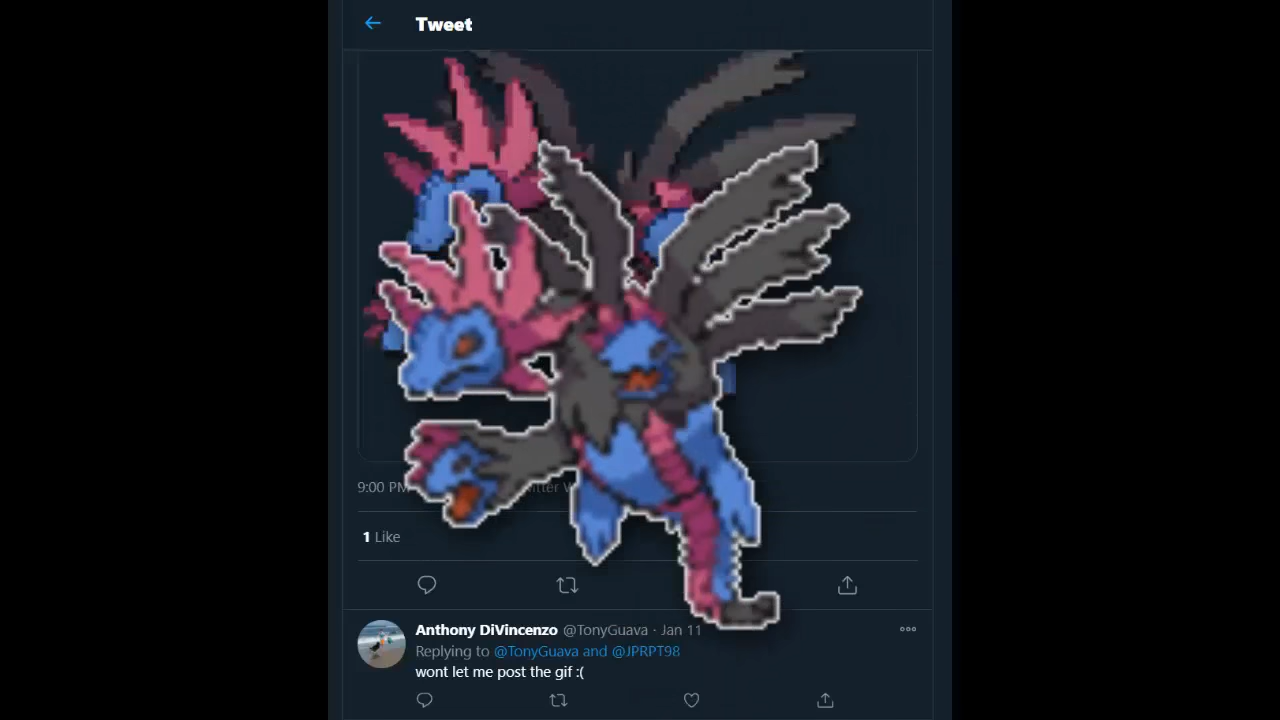 Tweet
9:00 PM
1 Like
Anthony DiVincenzo @TonyGuava · Jan 11
Replying to @TonyGuava and @JPRPT98
wont let me post the gif :(